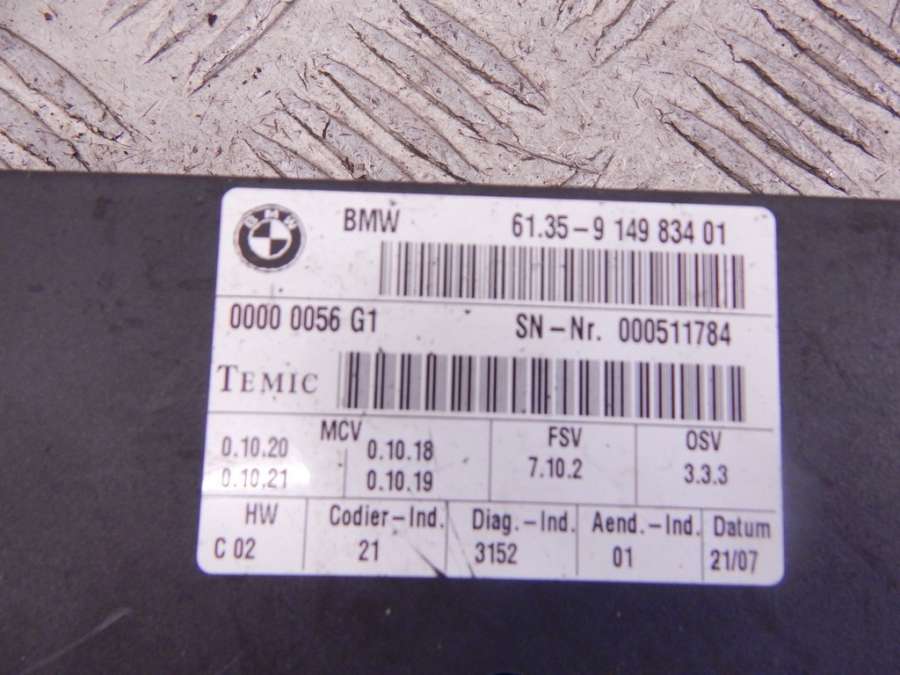 BMW
BMW 61.35-9 149 834 01
0000 0056 G1 SN-Nr. 000511784
TEMIC
MCV FSV OSV
0.10.20 0.10.18 7.10.2 3.3.3
0.10.21 0.10.19
HW Codier-Ind. Diag.-Ind. Aend.-Ind. Datum
C 02 21 3152 01 21/07